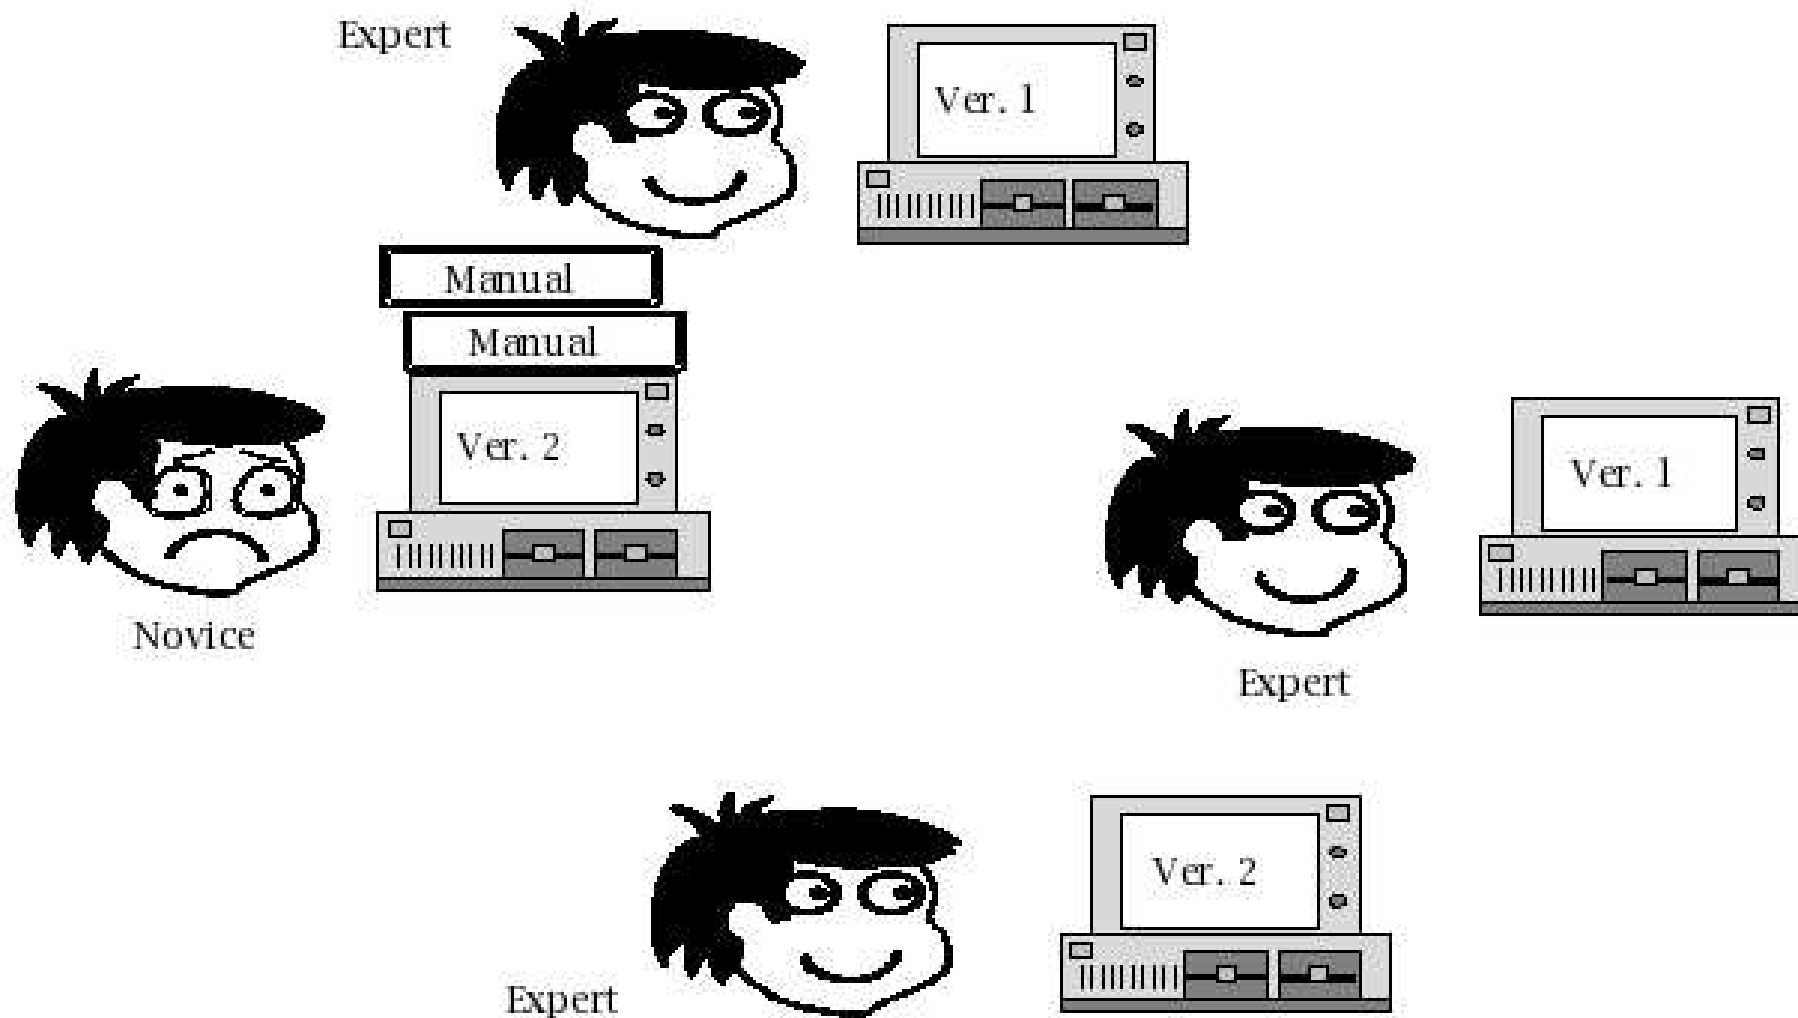 Expert
Ver. 1
Manual
Manual
Ver. 2
Novice
Ver. 1
Expert
Ver. 2
Expert